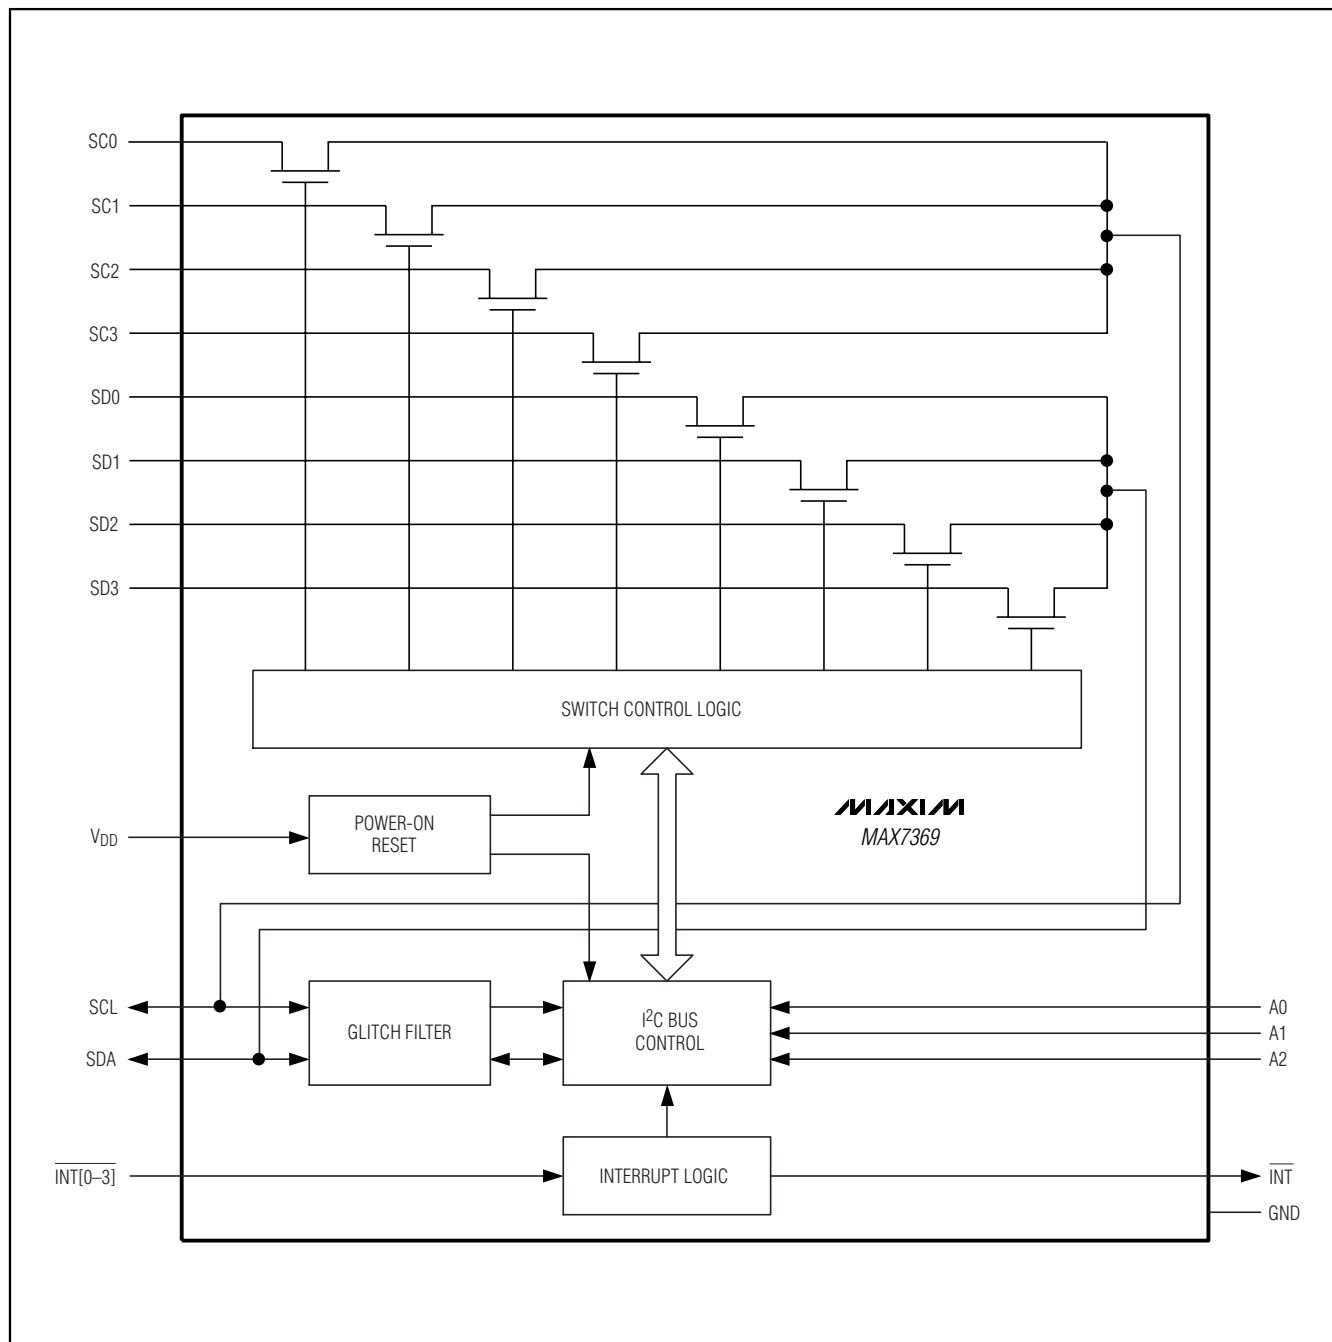 SC0
SC1
SC2
SC3
SD0
SD1
SD2
SD3
SWITCH CONTROL LOGIC
MAXIM
MAX7369
POWER-ON
RESET
VDD
SCL
SDA
GLITCH FILTER
I2C BUS
CONTROL
A0
A1
A2
INT[0–3]
INTERRUPT LOGIC
INT
GND